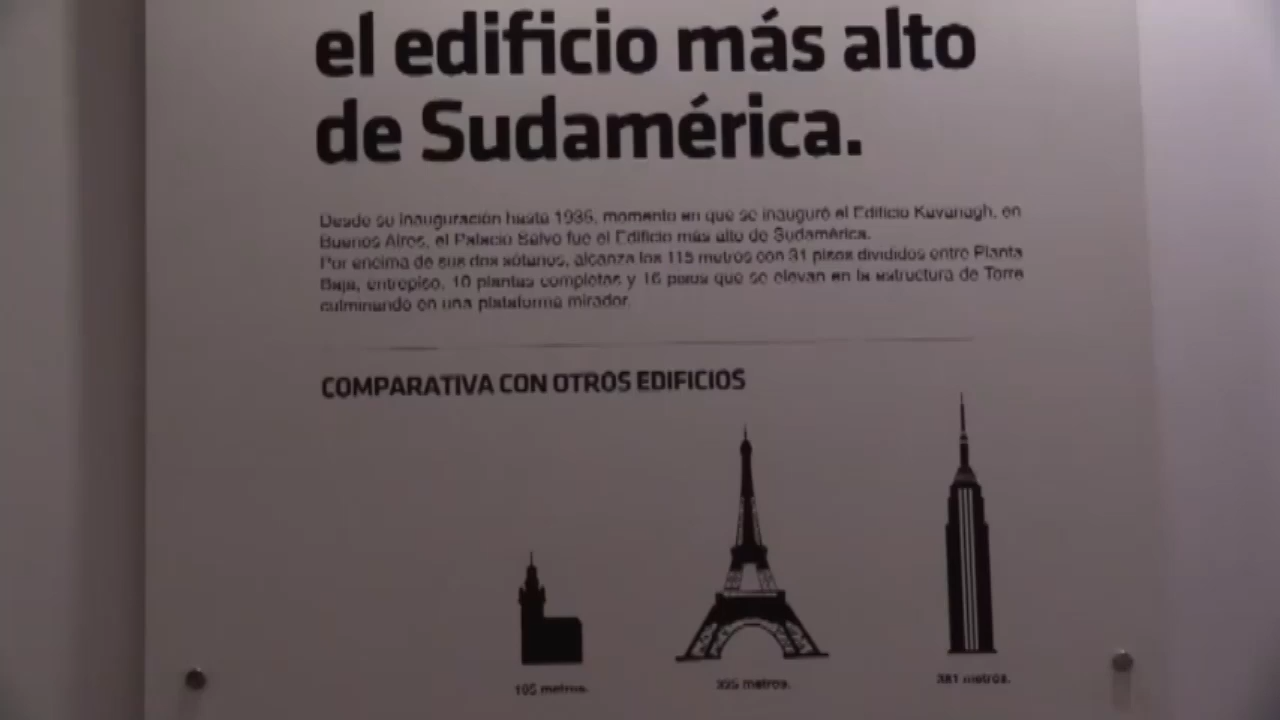 el edificio más alto
de Sudamérica.
Desde su inauguración hasta 1935, momento en que se inauguró el Edificio Kavanagh, en
Buenos Aires, el Palacio Salvo fue el Edificio más alto de Sudamérica.
Por encima de sus dos sótanos, alcanza los 115 metros con 31 pisos divididos entre Planta
Baja, entrepiso, 10 plantas completas y 16 pisos que se elevan en la estructura de Torre
culminando en una plataforma mirador.
COMPARATIVA CON OTROS EDIFICIOS
metros.
metros.
381 metros.